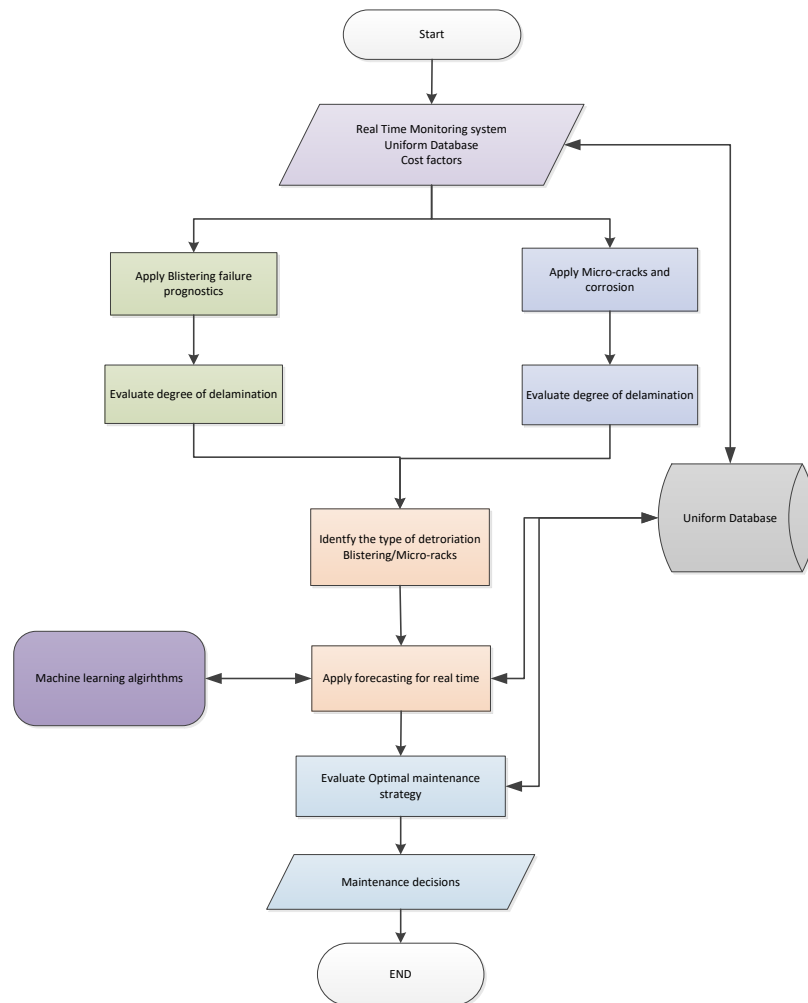 Start
Real Time Monitoring system
Uniform Database
Cost factors
Apply Blistering failure
prognostics
Apply Micro-cracks and
corrosion
Evaluate degree of delamination
Evaluate degree of delamination
Uniform Database
Identfy the type of detroriation
Blistering/Micro-racks
Machine learning algirhthms
Apply forecasting for real time
Evaluate Optimal maintenance
strategy
Maintenance decisions
END